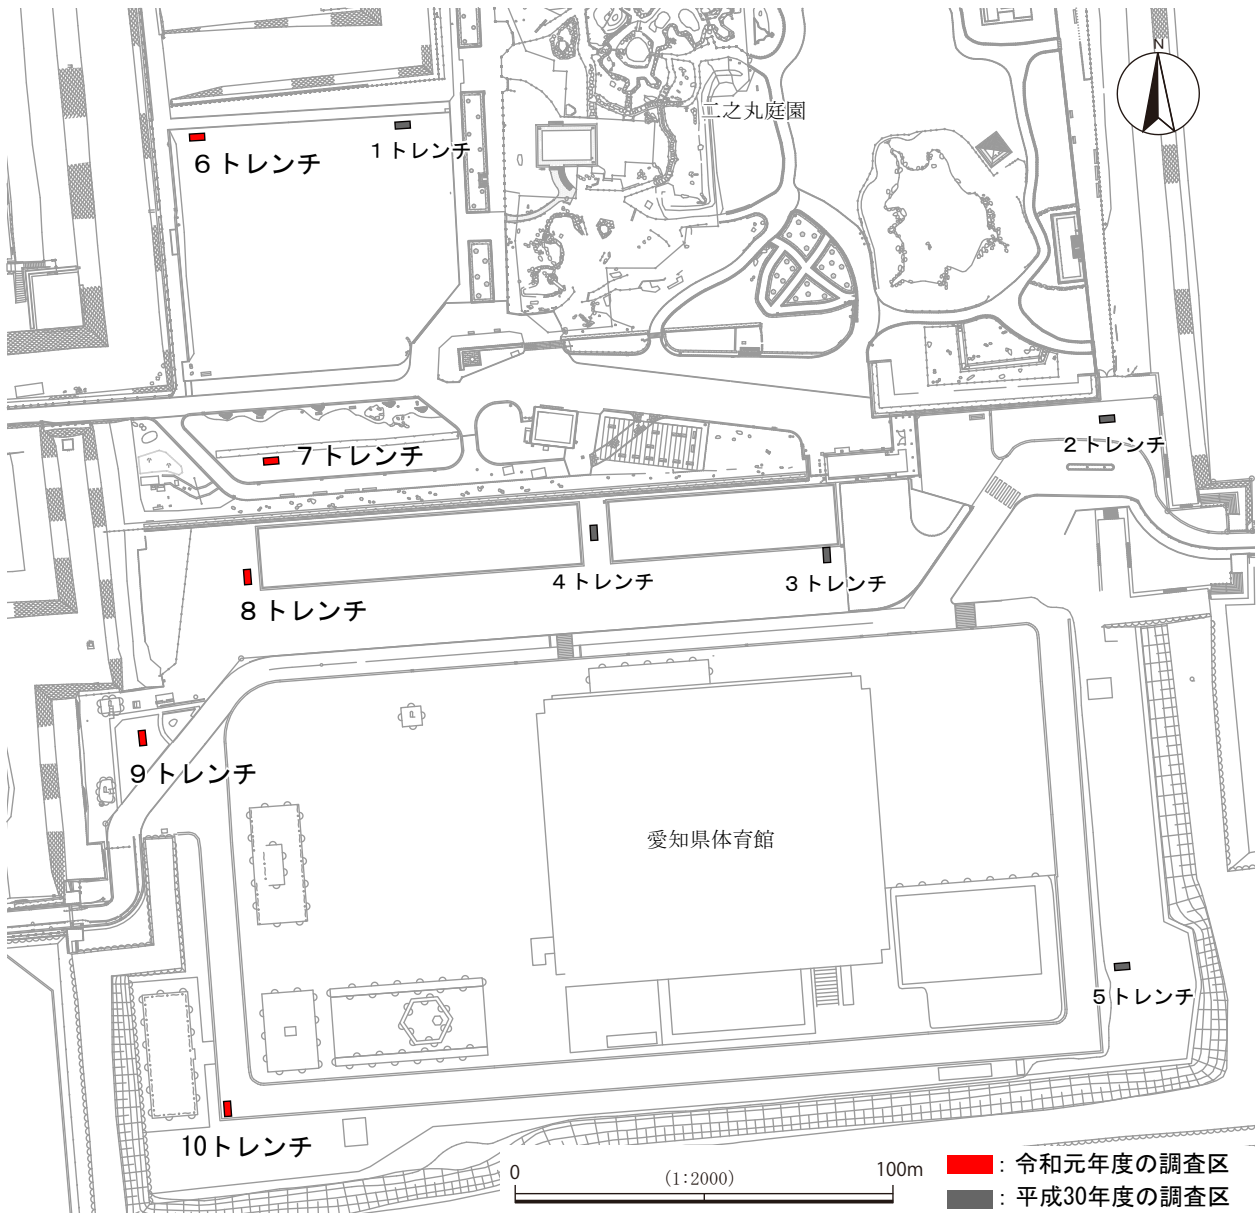 N
二之丸庭園
1トレンチ
6トレンチ
2トレンチ
7トレンチ
4トレンチ
3トレンチ
8トレンチ
9トレンチ
愛知県体育館
5トレンチ
10トレンチ
0 (1:2000) 100m
：令和元年度の調査区
：平成30年度の調査区